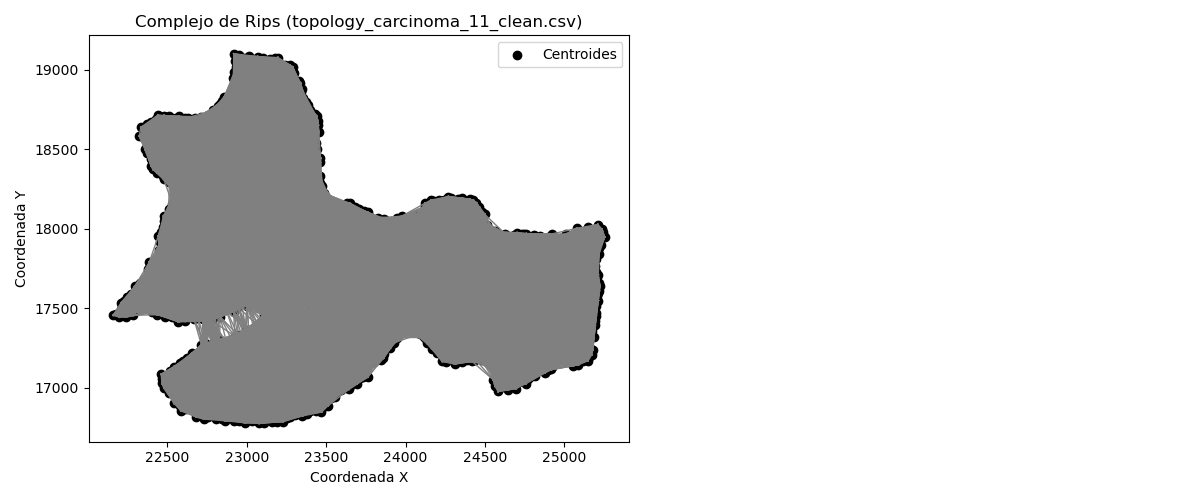 Complejo de Rips (topology_carcinoma_11_clean.csv)
Centroides
19000
18500
18000
17500
17000
Coordenada Y
22500 23000 23500 24000 24500 25000
Coordenada X